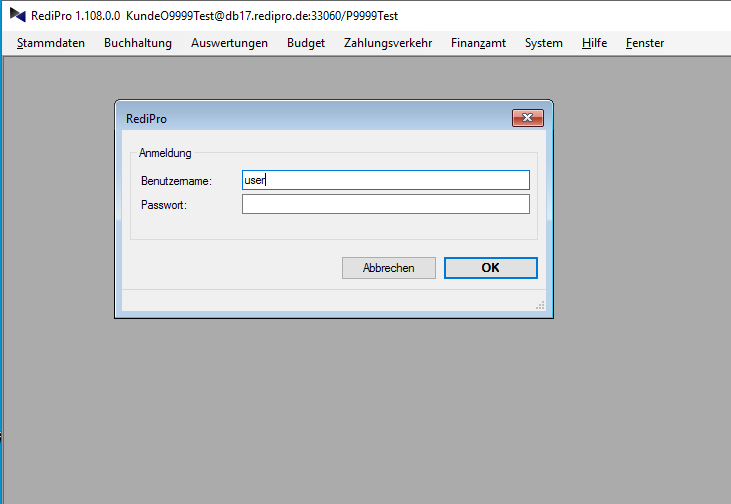 RediPro 1.108.0.0 KundeO9999Test@db17.redipro.de:33060/P9999Test
Stammdaten Buchhaltung Auswertungen Budget Zahlungsverkehr Finanzamt System Hilfe Fenster
RediPro
Anmeldung
Benutzername: user
Passwort:
Abbrechen OK